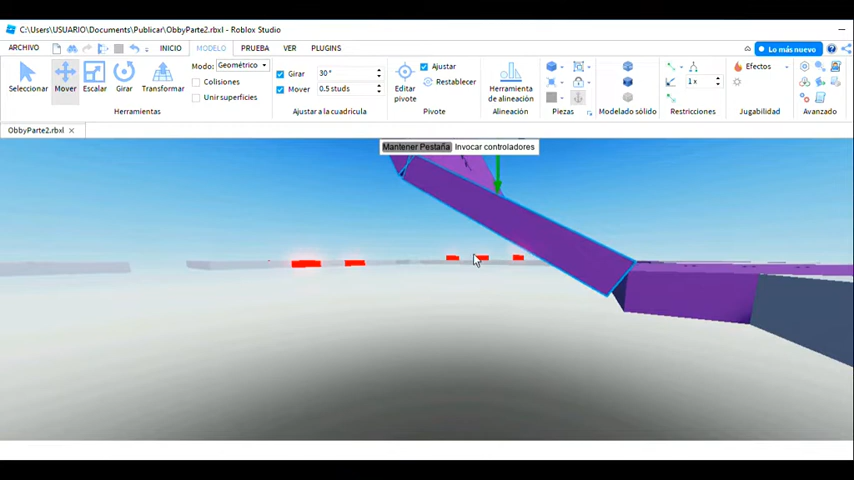 C:\Users\USUARIO\Documents\Publicar\ObbyParte2.rbxl - Roblox Studio
ARCHIVO INICIO MODELO PRUEBA VER PLUGINS Lo más nuevo
Modo: Geométrico
Colisiones
Unir superficies
Seleccionar Mover Escalar Girar Transformar
Herramientas
Girar 30°
Mover 0.5 studs
Ajustar a la cuadrícula
Editar pivote
Ajustar
Restablecer
Pivote
Herramienta de alineación
Alineación
Piezas
Modelado sólido
1 x
Restricciones
Efectos
Jugabilidad
Avanzado
ObbyParte2.rbxl ×
Mantener Pestaña Invocar controladores